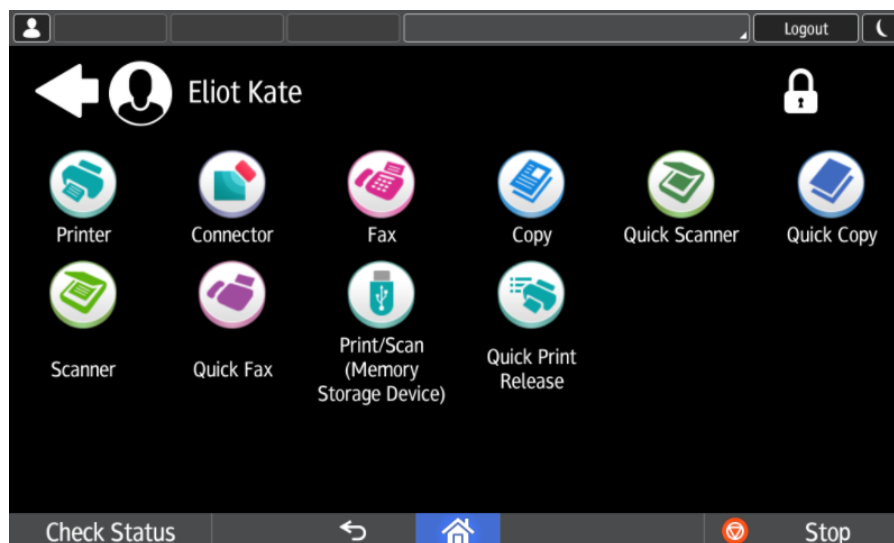 Logout
Eliot Kate
Printer
Connector
Fax
Copy
Quick Scanner
Quick Copy
Scanner
Quick Fax
Print/Scan
(Memory
Storage Device)
Quick Print
Release
Check Status
Stop